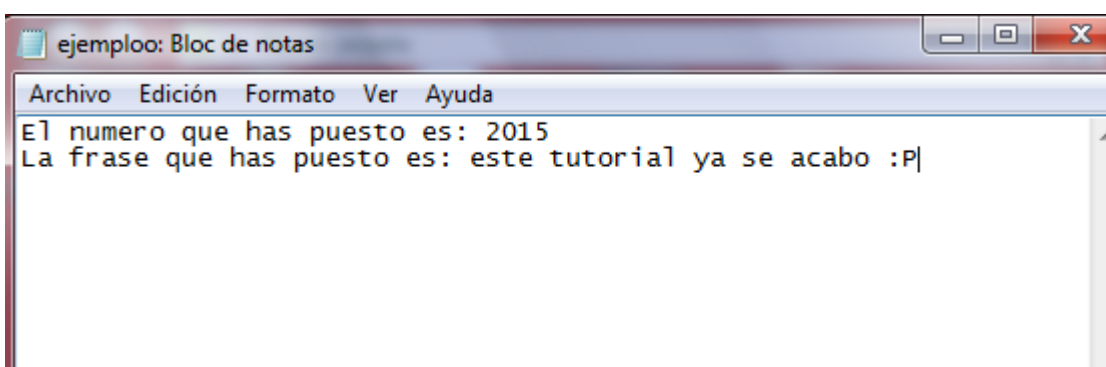 ejemploo: Bloc de notas
Archivo Edición Formato Ver Ayuda
El numero que has puesto es: 2015
La frase que has puesto es: este tutorial ya se acabo :P